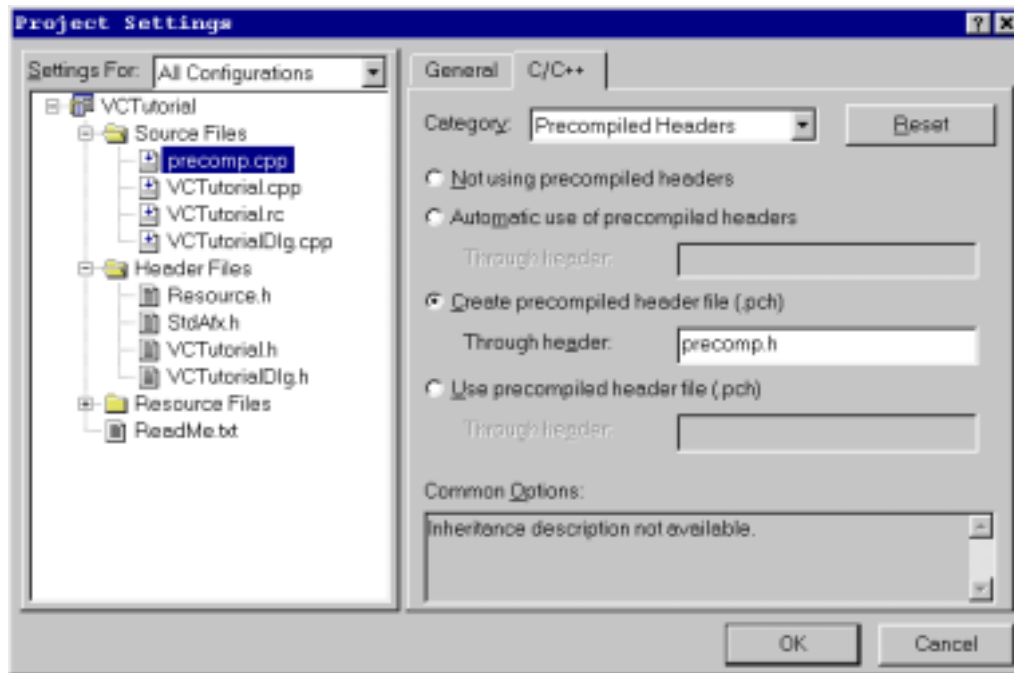 Project Settings
Settings For: All Configurations
VCTutorial
Source Files
precomp.cpp
VCTutorial.cpp
VCTutorial.rc
VCTutorialDlg.cpp
Header Files
Resource.h
StdAfx.h
VCTutorial.h
VCTutorialDlg.h
Resource Files
ReadMe.txt
General C/C++
Category: Precompiled Headers Reset
Not using precompiled headers
Automatic use of precompiled headers
Through header:
Create precompiled header file (.pch)
Through header: precomp.h
Use precompiled header file (.pch)
Through header:
Common Options:
Inheritance description not available.
OK Cancel